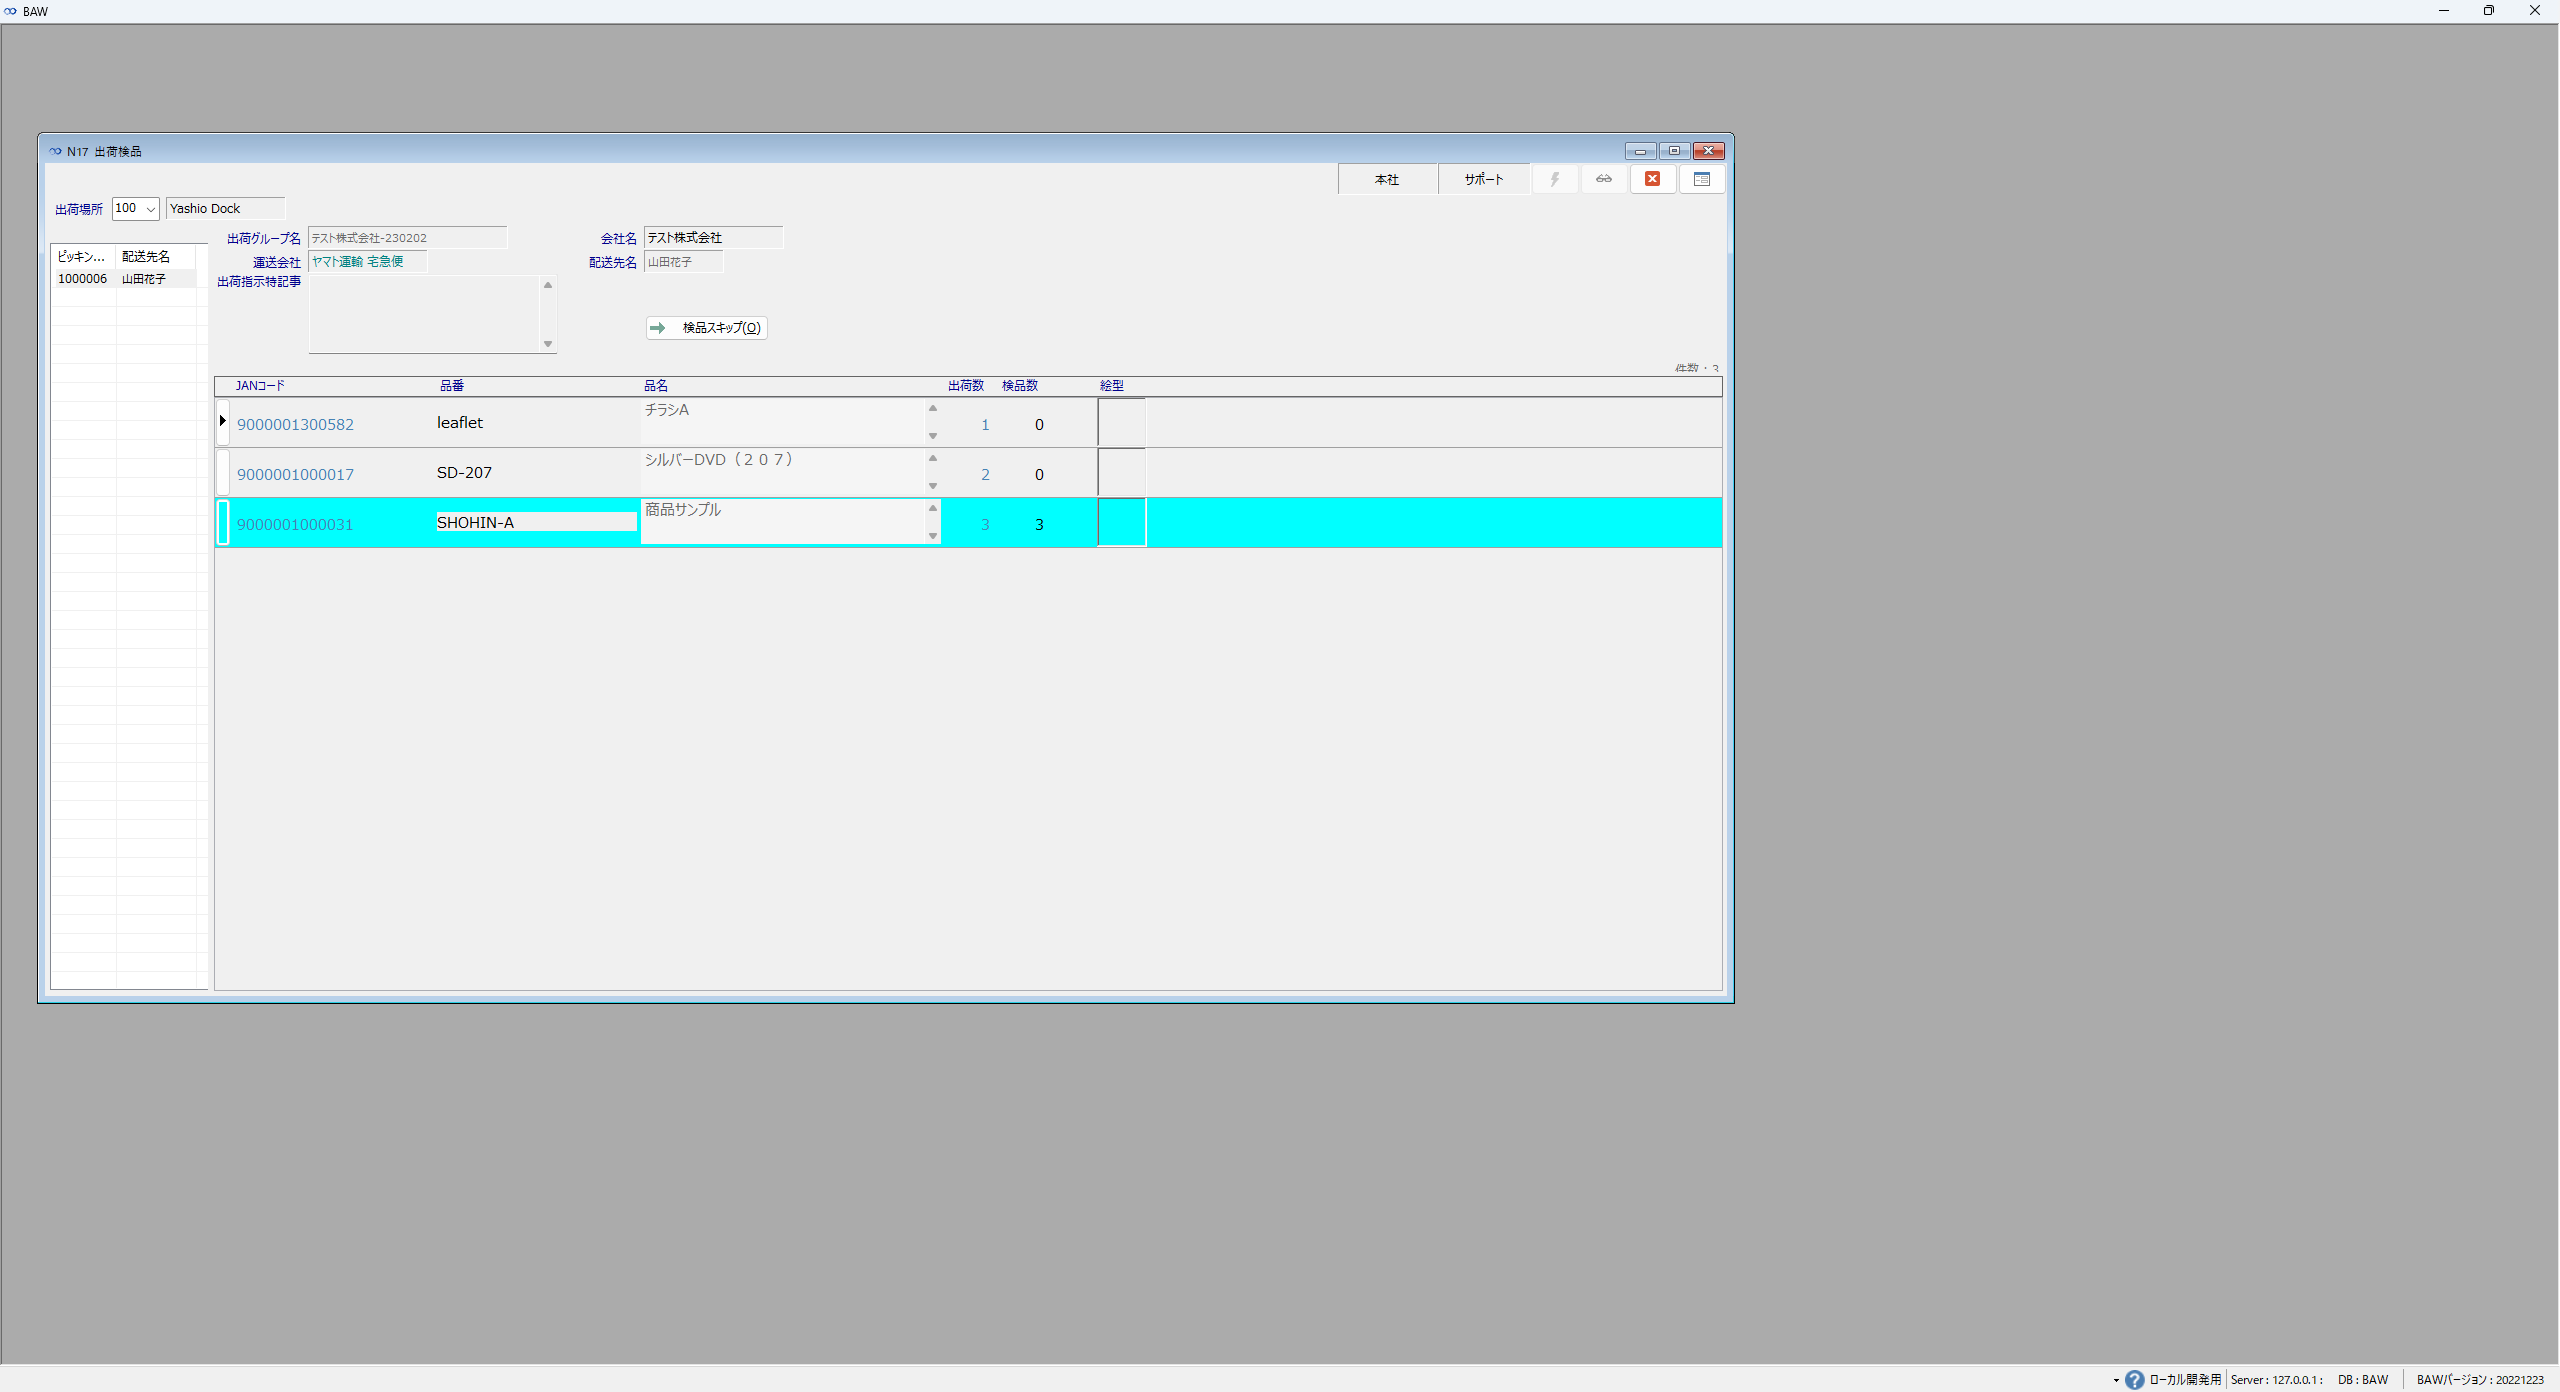 BAW
N17 出荷検品
本社 サポート
出荷場所 100 Yashio Dock
出荷グループ名 テスト株式会社-230202 会社名 テスト株式会社
運送会社 ヤマト運輸 宅急便 配送先名 山田花子
出荷指示特記事
ピッキン... 配送先名
1000006 山田花子
検品スキップ(O)
件数：3
JANコード 品番 品名 出荷数 検品数 絵型
9000001300582 leaflet チラシA 1 0
9000001000017 SD-207 シルバーDVD（２０７） 2 0
9000001000031 SHOHIN-A 商品サンプル 3 3
ローカル開発用 Server : 127.0.0.1 : DB : BAW BAWバージョン : 20221223